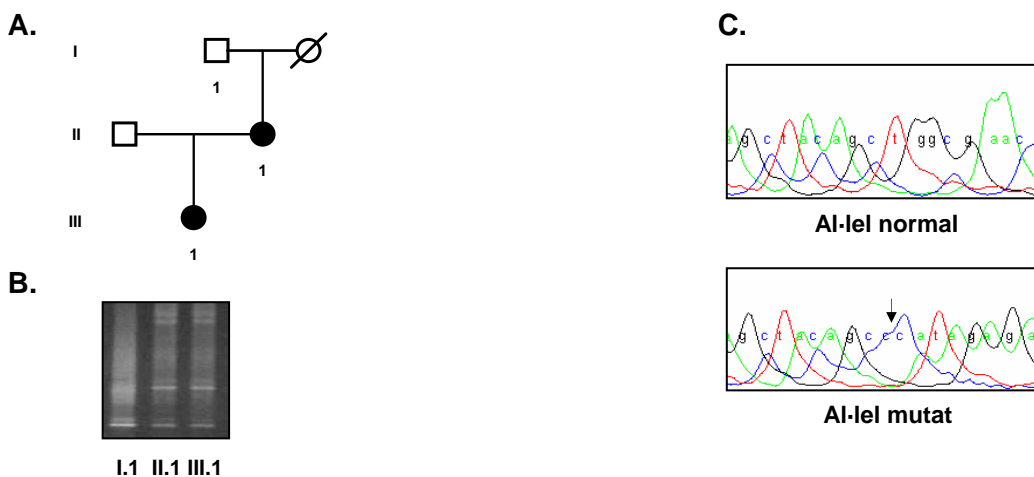 A.
I
1
II
1
III
1
B.
I.1 II.1 III.1
C.
a g c t a c a g c t g g c g a a c
Al·lel normal
g c t a c a g c c c a t a g a g a
Al·lel mutat